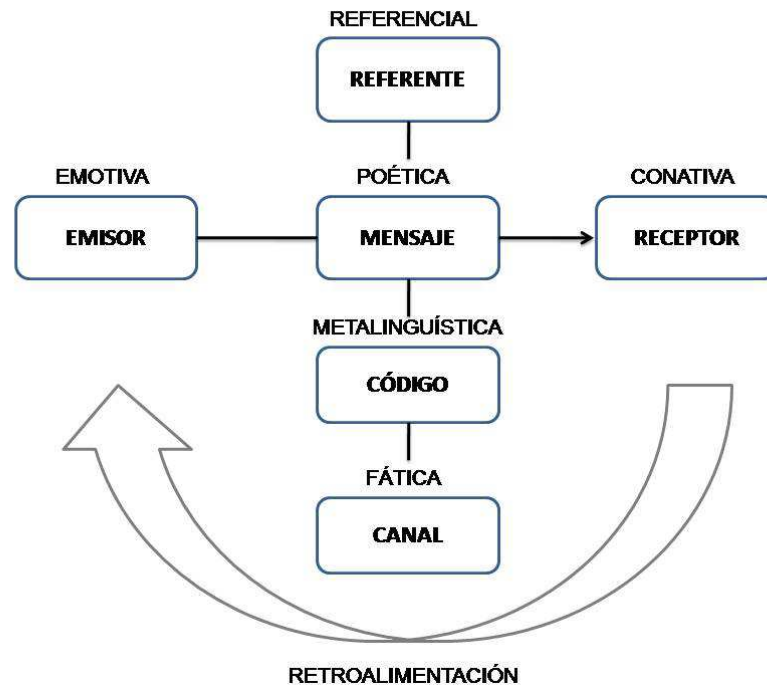 REFERENCIAL
REFERENTE
EMOTIVA
POÉTICA
CONATIVA
EMISOR
MENSAJE
RECEPTOR
METALINGUÍSTICA
CÓDIGO
FÁTICA
CANAL
RETROALIMENTACIÓN